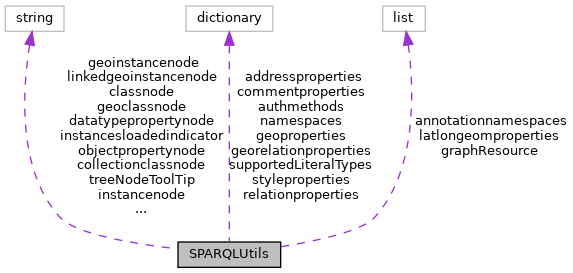 string
dictionary
list
geoinstancenode
linkedgeoinstancenode
classnode
geoclassnode
datatypepropertynode
instancesloadedindicator
objectpropertynode
collectionclassnode
treeNodeToolTip
instancenode
...
addressproperties
commentproperties
authmethods
namespaces
geoproperties
georelationproperties
supportedLiteralTypes
styleproperties
relationproperties
annotationnamespaces
latlongeomproperties
graphResource
SPARQLUtils